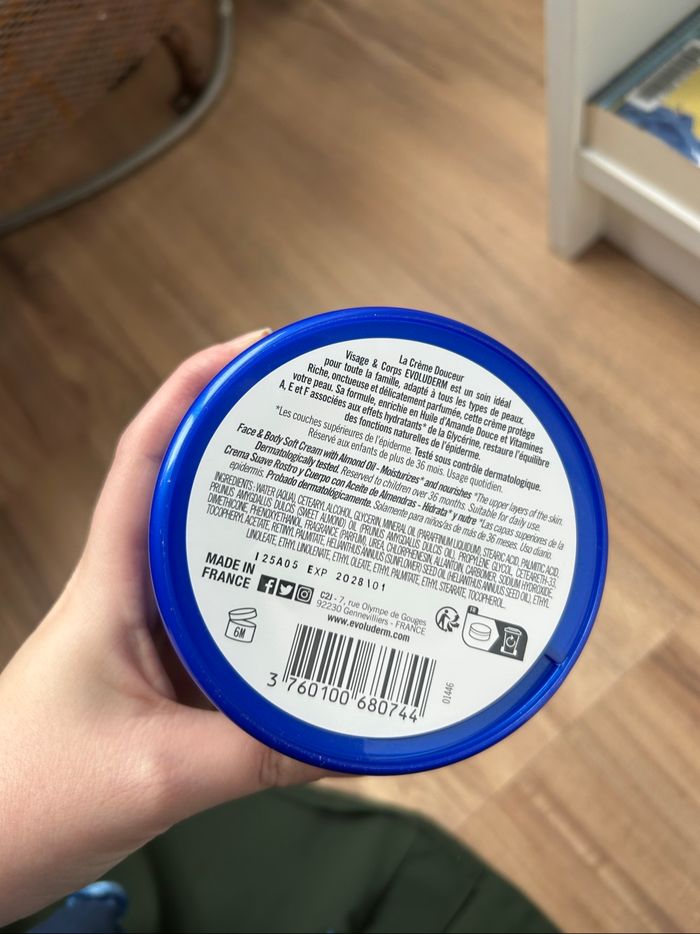 La Crème Douceur
Visage & Corps EVOLUDERM est un soin idéal
pour toute la famille, adapté à tous les types de peaux.
Riche, onctueuse et délicatement parfumée, cette crème protège
votre peau. Sa formule, enrichie en Huile d'Amande Douce et Vitamines
A, E et F associées aux effets hydratants* de la Glycérine, restaure l'équilibre
des fonctions naturelles de l'épiderme.
*Les couches supérieures de l'épiderme. Testé sous contrôle dermatologique.
Réservé aux enfants de plus de 36 mois. Usage quotidien.
Face & Body Soft Cream with Almond Oil - Moisturizes* and nourishes *The upper layers of the skin.
Dermatologically tested. Reserved to children over 36 months. Suitable for daily use.
Crema Suave Rostro y Cuerpo con Aceite de Almendras - Hidrata* y nutre *Las capas superiores de la
epidermis. Probado dermatológicamente. Solamente para niños/as de más de 36 meses. Uso diario.
INGREDIENTS: WATER (AQUA), CETEARYL ALCOHOL, GLYCERIN, MINERAL OIL (PARAFFINUM LIQUIDUM), STEARIC ACID, PALMITIC ACID,
PRUNUS AMYGDALUS DULCIS (SWEET ALMOND) OIL (PRUNUS AMYGDALUS DULCIS OIL), PROPYLENE GLYCOL, CETEARETH-33,
DIMETHICONE, PHENOXYETHANOL, FRAGRANCE (PARFUM), UREA, CHLORPHENESIN, ALLANTOIN, CARBOMER, SODIUM HYDROXIDE,
TOCOPHERYL ACETATE, RETINYL PALMITATE, HELIANTHUS ANNUUS (SUNFLOWER) SEED OIL (HELIANTHUS ANNUUS SEED OIL), ETHYL
LINOLEATE, ETHYL LINOLENATE, ETHYL OLEATE, ETHYL PALMITATE, ETHYL STEARATE, TOCOPHEROL.
125A05 EXP 2028101
MADE IN
FRANCE
C2J - 7, rue Olympe de Gouges
92230 Gennevilliers - FRANCE
www.evoluderm.com
FR
6M
3 760100 680744
01446